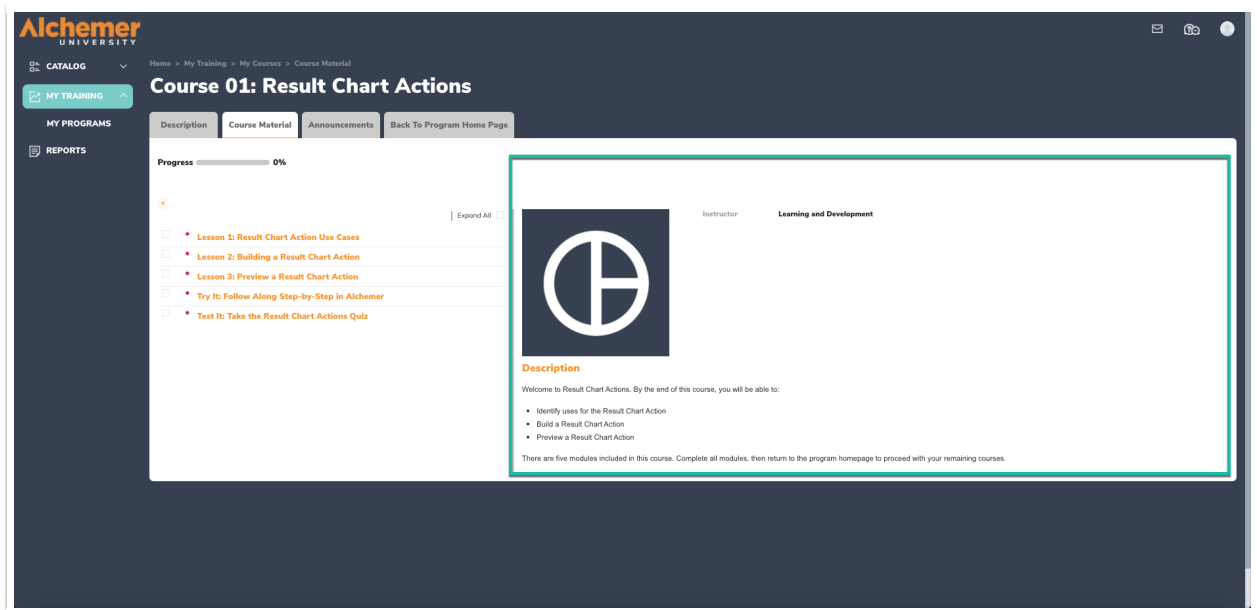 Alchemer
UNIVERSITY
CATALOG
MY TRAINING
MY PROGRAMS
REPORTS
Home > My Training > My Courses > Course Material
Course 01: Result Chart Actions
Description
Course Material
Announcements
Back To Program Home Page
Progress 0%
<
| Expand All
* Lesson 1: Result Chart Action Use Cases
* Lesson 2: Building a Result Chart Action
* Lesson 3: Preview a Result Chart Action
* Try It: Follow Along Step-by-Step in Alchemer
* Test It: Take the Result Chart Actions Quiz
Instructor Learning and Development
Description
Welcome to Result Chart Actions. By the end of this course, you will be able to:
• Identify uses for the Result Chart Action
• Build a Result Chart Action
• Preview a Result Chart Action
There are five modules included in this course. Complete all modules, then return to the program homepage to proceed with your remaining courses.